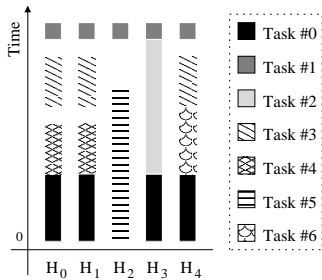 Time
0
H0 H1 H2 H3 H4
Task #0
Task #1
Task #2
Task #3
Task #4
Task #5
Task #6